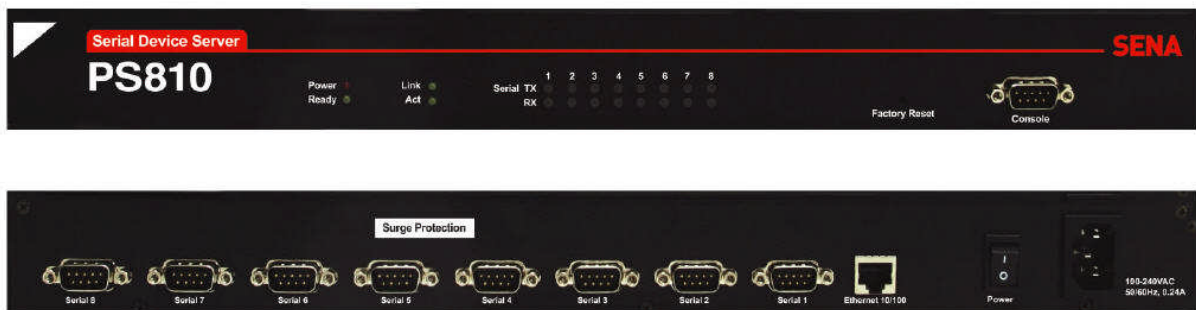 Serial Device Server
SENA
PS810
Power
Ready
Link
Act
1 2 3 4 5 6 7 8
Serial TX
RX
Factory Reset
Console
Surge Protection
Serial 8
Serial 7
Serial 6
Serial 5
Serial 4
Serial 3
Serial 2
Serial 1
Ethernet 10/100
Power
100-240VAC
50/60Hz, 0.24A